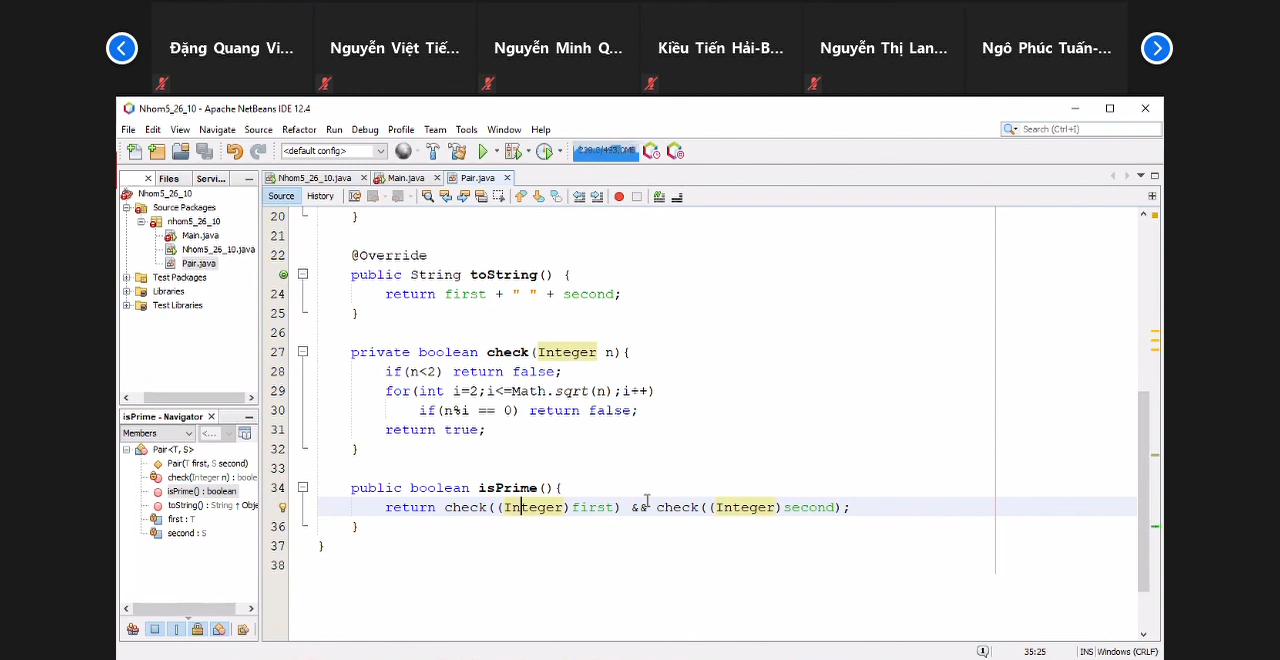 Đặng Quang Vi... Nguyễn Việt Tiế... Nguyễn Minh Q... Kiều Tiến Hải-B... Nguyễn Thị Lan... Ngô Phúc Tuấn-...
Nhom5_26_10 - Apache NetBeans IDE 12.4
File Edit View Navigate Source Refactor Run Debug Profile Team Tools Window Help
Search (Ctrl+I)
<default config>
Files Servi...
Nhom5_26_10.java Main.java Pair.java
Source History
Nhom5_26_10
Source Packages
nhom5_26_10
Main.java
Nhom5_26_10.java
Pair.java
Test Packages
Libraries
Test Libraries
isPrime - Navigator
Members <...
Pair<T, S>
Pair(T first, S second)
check(Integer n) : boole
isPrime() : boolean
toString() : String ↑ Obje
first : T
second : S
20 }
21
22 @Override
public String toString() {
24 return first + " " + second;
25 }
26
27 private boolean check(Integer n){
28 if(n<2) return false;
29 for(int i=2;i<=Math.sqrt(n);i++)
30 if(n%i == 0) return false;
31 return true;
32 }
33
34 public boolean isPrime(){
return check((Integer)first) && check((Integer)second);
36 }
37 }
38
35:25 INS Windows (CRLF)